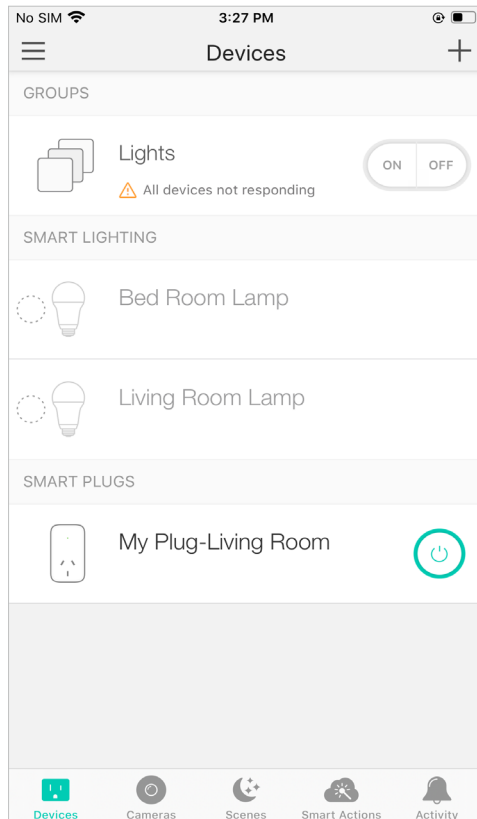 No SIM 3:27 PM
Devices
GROUPS
Lights
ON OFF
All devices not responding
SMART LIGHTING
Bed Room Lamp
Living Room Lamp
SMART PLUGS
My Plug-Living Room
Devices Cameras Scenes Smart Actions Activity